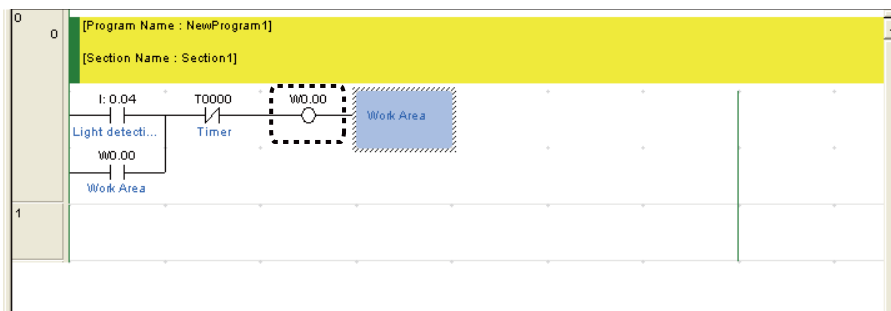 0
0
[Program Name : NewProgram1]
[Section Name : Section1]
I: 0.04
T0000
W0.00
Work Area
Light detecti...
Timer
W0.00
Work Area
1